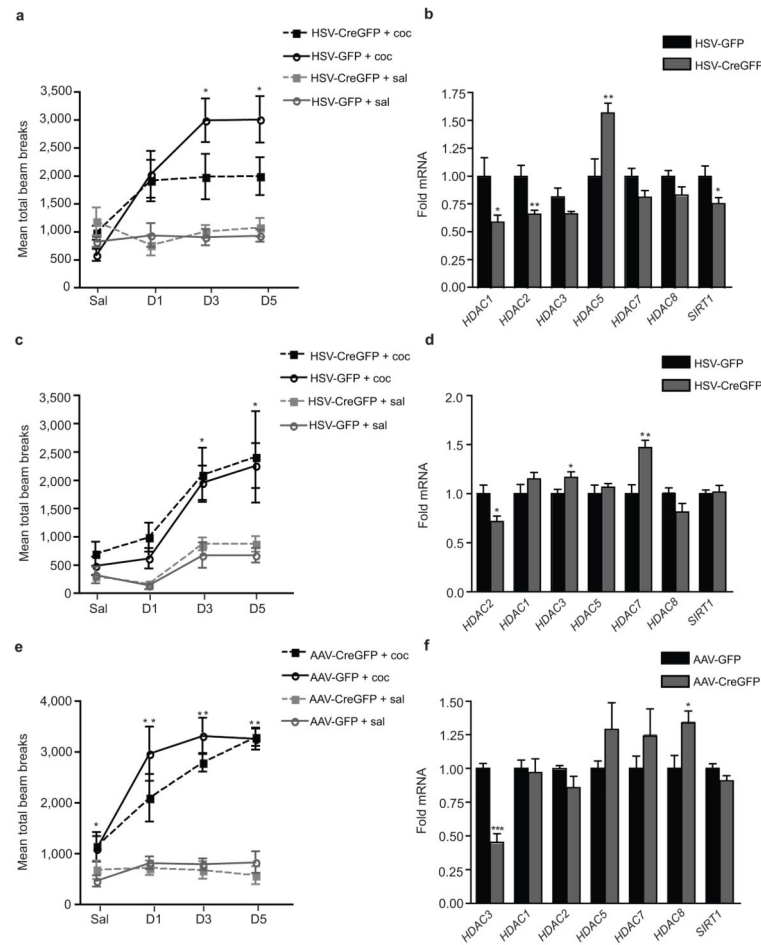 a
HSV-CreGFP + coc
HSV-GFP + coc
HSV-CreGFP + sal
HSV-GFP + sal
Mean total beam breaks
3,500
3,000
2,500
2,000
1,500
1,000
500
0
* *
Sal D1 D3 D5
b
HSV-GFP
HSV-CreGFP
Fold mRNA
1.75
1.25
1.00
0.75
0.50
0.25
0.00
* ** ** *
HDAC1 HDAC2 HDAC3 HDAC5 HDAC7 HDAC8 SIRT1
c
HSV-CreGFP + coc
HSV-GFP + coc
HSV-CreGFP + sal
HSV-GFP + sal
Mean total beam breaks
3,500
3,000
2,500
2,000
1,500
1,000
500
0
* *
Sal D1 D3 D5
d
HSV-GFP
HSV-CreGFP
Fold mRNA
2.0
1.5
1.0
0.5
0.0
* * **
HDAC2 HDAC1 HDAC3 HDAC5 HDAC7 HDAC8 SIRT1
e
AAV-CreGFP + coc
AAV-GFP + coc
AAV-CreGFP + sal
AAV-GFP + sal
Mean total beam breaks
4,000
3,000
2,000
1,000
0
* ** ** **
Sal D1 D3 D5
f
AAV-GFP
AAV-CreGFP
Fold mRNA
1.50
1.25
1.00
0.75
0.50
0.25
0.00
*** *
HDAC3 HDAC1 HDAC2 HDAC5 HDAC7 HDAC8 SIRT1